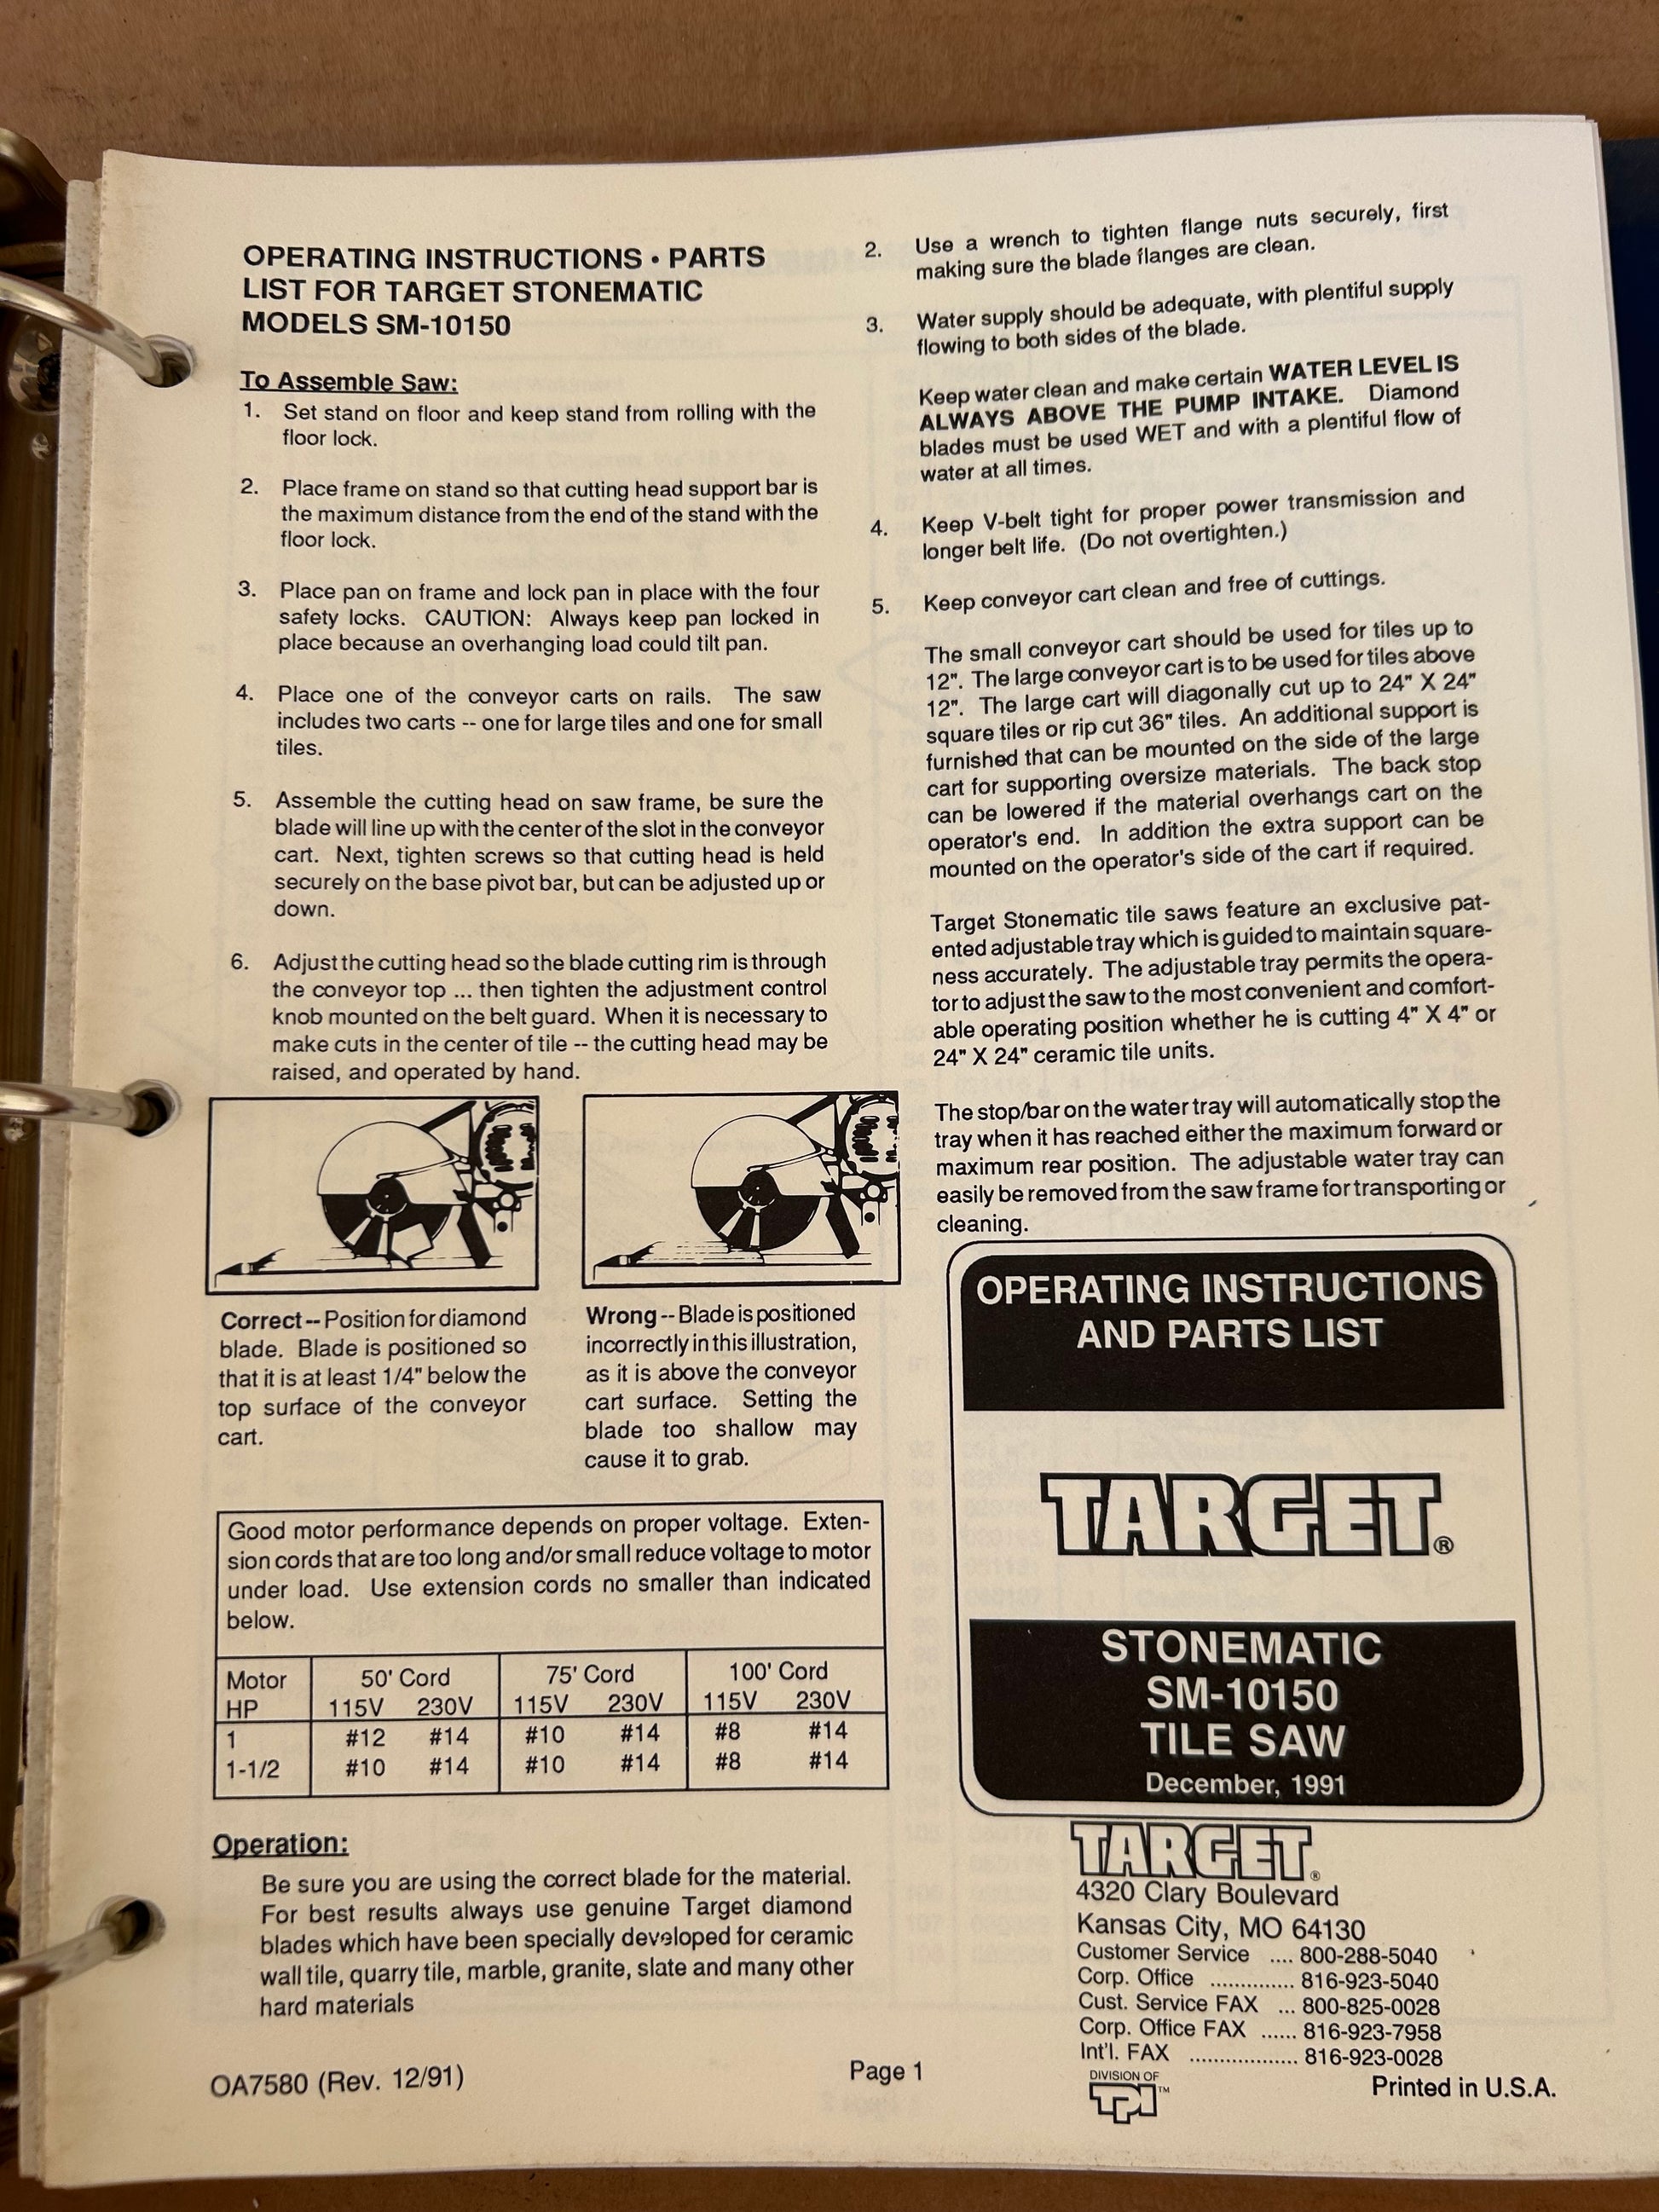 OPERATING INSTRUCTIONS • PARTS
LIST FOR TARGET STONEMATIC
MODELS SM-10150
To Assemble Saw:
1. Set stand on floor and keep stand from rolling with the
floor lock.
2. Place frame on stand so that cutting head support bar is
the maximum distance from the end of the stand with the
floor lock.
3. Place pan on frame and lock pan in place with the four
safety locks. CAUTION: Always keep pan locked in
place because an overhanging load could tilt pan.
4. Place one of the conveyor carts on rails. The saw
includes two carts -- one for large tiles and one for small
tiles.
5. Assemble the cutting head on saw frame, be sure the
blade will line up with the center of the slot in the conveyor
cart. Next, tighten screws so that cutting head is held
securely on the base pivot bar, but can be adjusted up or
down.
6. Adjust the cutting head so the blade cutting rim is through
the conveyor top ... then tighten the adjustment control
knob mounted on the belt guard. When it is necessary to
make cuts in the center of tile -- the cutting head may be
raised, and operated by hand.
Correct -- Position for diamond
blade. Blade is positioned so
that it is at least 1/4" below the
top surface of the conveyor
cart.
Wrong -- Blade is positioned
incorrectly in this illustration,
as it is above the conveyor
cart surface. Setting the
blade too shallow may
cause it to grab.
Good motor performance depends on proper voltage. Exten-
sion cords that are too long and/or small reduce voltage to motor
under load. Use extension cords no smaller than indicated
below.
Motor 50' Cord 75' Cord 100' Cord
HP 115V 230V 115V 230V 115V 230V
1 #12 #14 #10 #14 #8 #14
1-1/2 #10 #14 #10 #14 #8 #14
Operation:
Be sure you are using the correct blade for the material.
For best results always use genuine Target diamond
blades which have been specially developed for ceramic
wall tile, quarry tile, marble, granite, slate and many other
hard materials
2. Use a wrench to tighten flange nuts securely, first
making sure the blade flanges are clean.
3. Water supply should be adequate, with plentiful supply
flowing to both sides of the blade.
Keep water clean and make certain WATER LEVEL IS
ALWAYS ABOVE THE PUMP INTAKE. Diamond
blades must be used WET and with a plentiful flow of
water at all times.
4. Keep V-belt tight for proper power transmission and
longer belt life. (Do not overtighten.)
5. Keep conveyor cart clean and free of cuttings.
The small conveyor cart should be used for tiles up to
12". The large conveyor cart is to be used for tiles above
12". The large cart will diagonally cut up to 24" X 24"
square tiles or rip cut 36" tiles. An additional support is
furnished that can be mounted on the side of the large
cart for supporting oversize materials. The back stop
can be lowered if the material overhangs cart on the
operator's end. In addition the extra support can be
mounted on the operator's side of the cart if required.
Target Stonematic tile saws feature an exclusive pat-
ented adjustable tray which is guided to maintain square-
ness accurately. The adjustable tray permits the opera-
tor to adjust the saw to the most convenient and comfort-
able operating position whether he is cutting 4" X 4" or
24" X 24" ceramic tile units.
The stop/bar on the water tray will automatically stop the
tray when it has reached either the maximum forward or
maximum rear position. The adjustable water tray can
easily be removed from the saw frame for transporting or
cleaning.
OPERATING INSTRUCTIONS
AND PARTS LIST
TARGET®
STONEMATIC
SM-10150
TILE SAW
December, 1991
TARGET®
4320 Clary Boulevard
Kansas City, MO 64130
Customer Service .... 800-288-5040
Corp. Office .............. 816-923-5040
Cust. Service FAX ... 800-825-0028
Corp. Office FAX ...... 816-923-7958
Int'l. FAX .................. 816-923-0028
DIVISION OF
TPI™
OA7580 (Rev. 12/91)
Page 1
Printed in U.S.A.